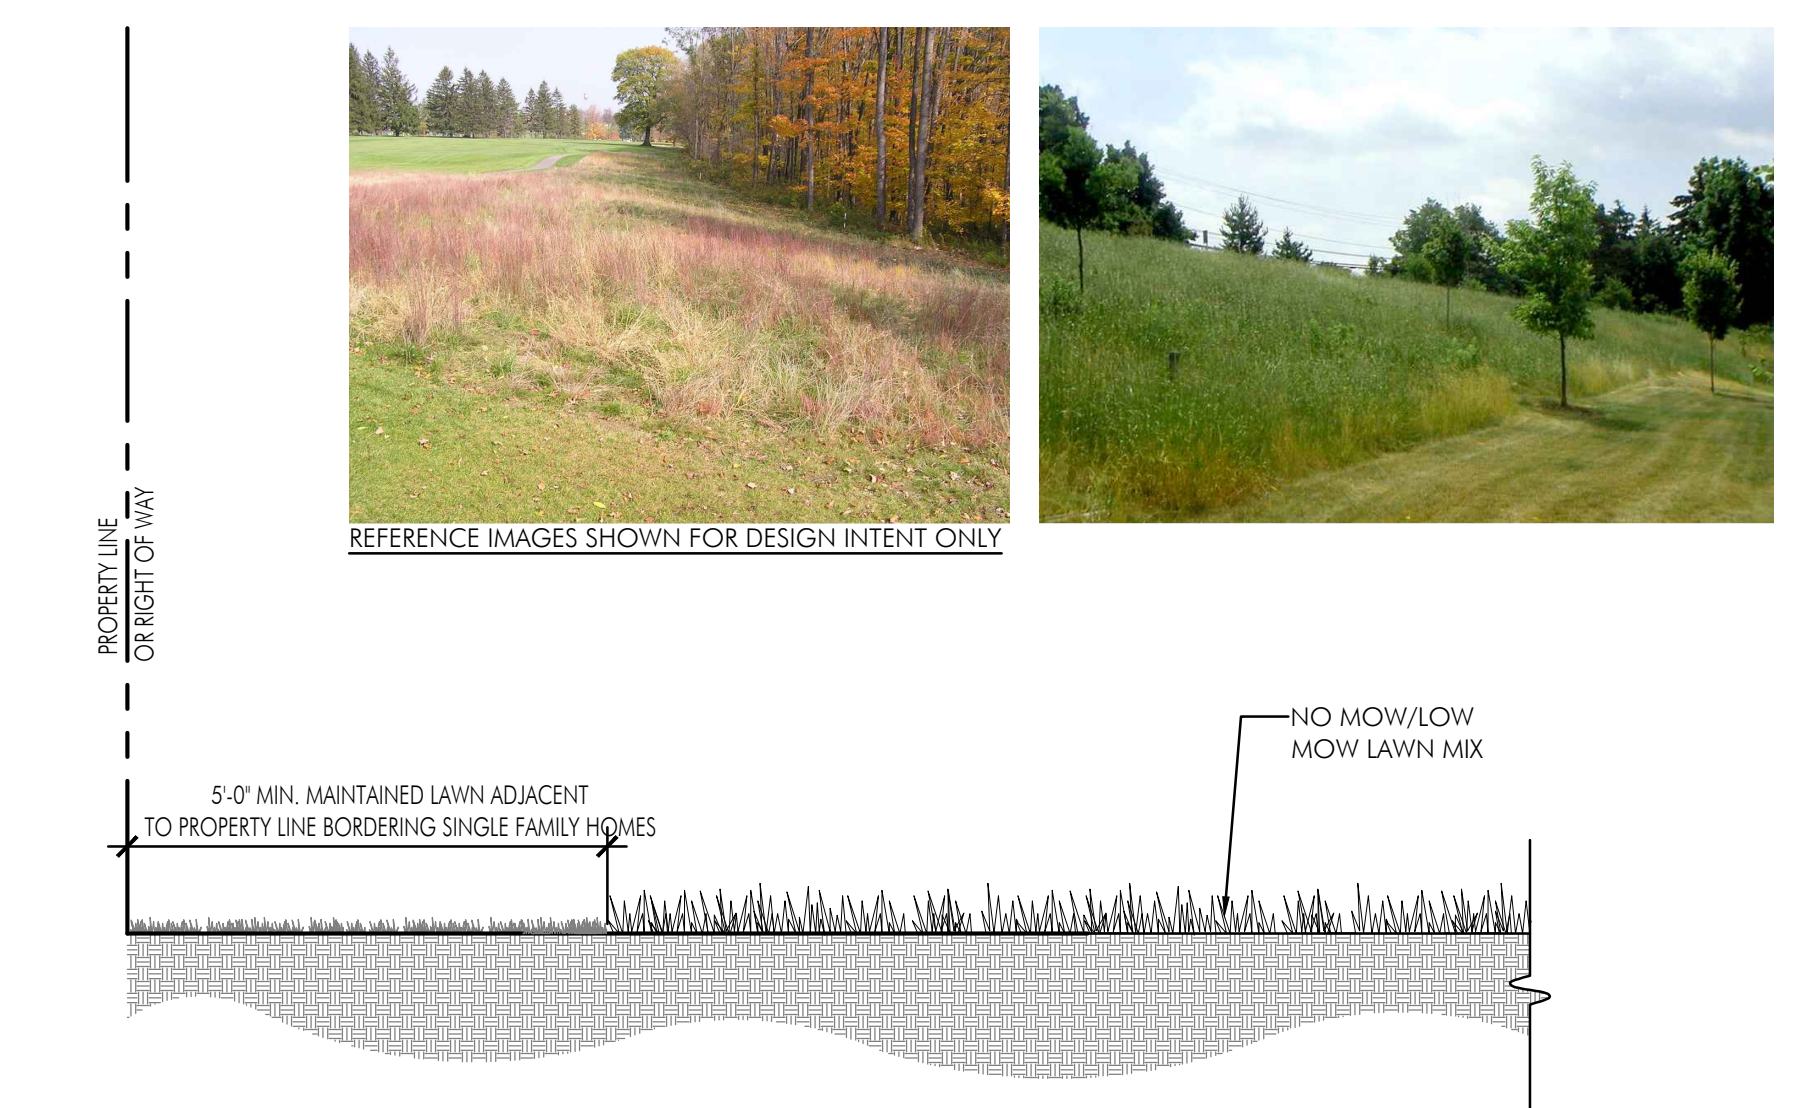 REFERENCE IMAGES SHOWN FOR DESIGN INTENT ONLY
PROPERTY LINE
OR RIGHT OF WAY
NO MOW/LOW
MOW LAWN MIX
5'-0" MIN. MAINTAINED LAWN ADJACENT
TO PROPERTY LINE BORDERING SINGLE FAMILY HOMES